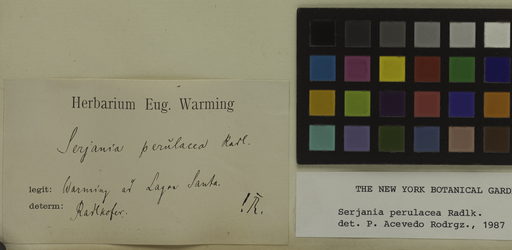 Herbarium Eug. Warming
Serjania perulacea Radl.
legit: Warming ad Lagoa Santa.
determ: Radlkofer.
THE NEW YORK BOTANICAL GARD
Serjania perulacea Radlk.
det. P. Acevedo Rodrgz., 1987